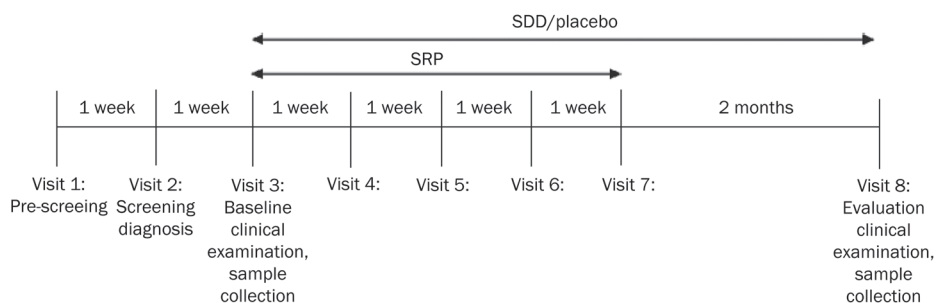 SDD/placebo
SRP
1 week
1 week
1 week
1 week
1 week
1 week
2 months
Visit 1:
Pre-screeing
Visit 2:
Screening
diagnosis
Visit 3:
Baseline
clinical
examination,
sample
collection
Visit 4:
Visit 5:
Visit 6:
Visit 7:
Visit 8:
Evaluation
clinical
examination,
sample
collection